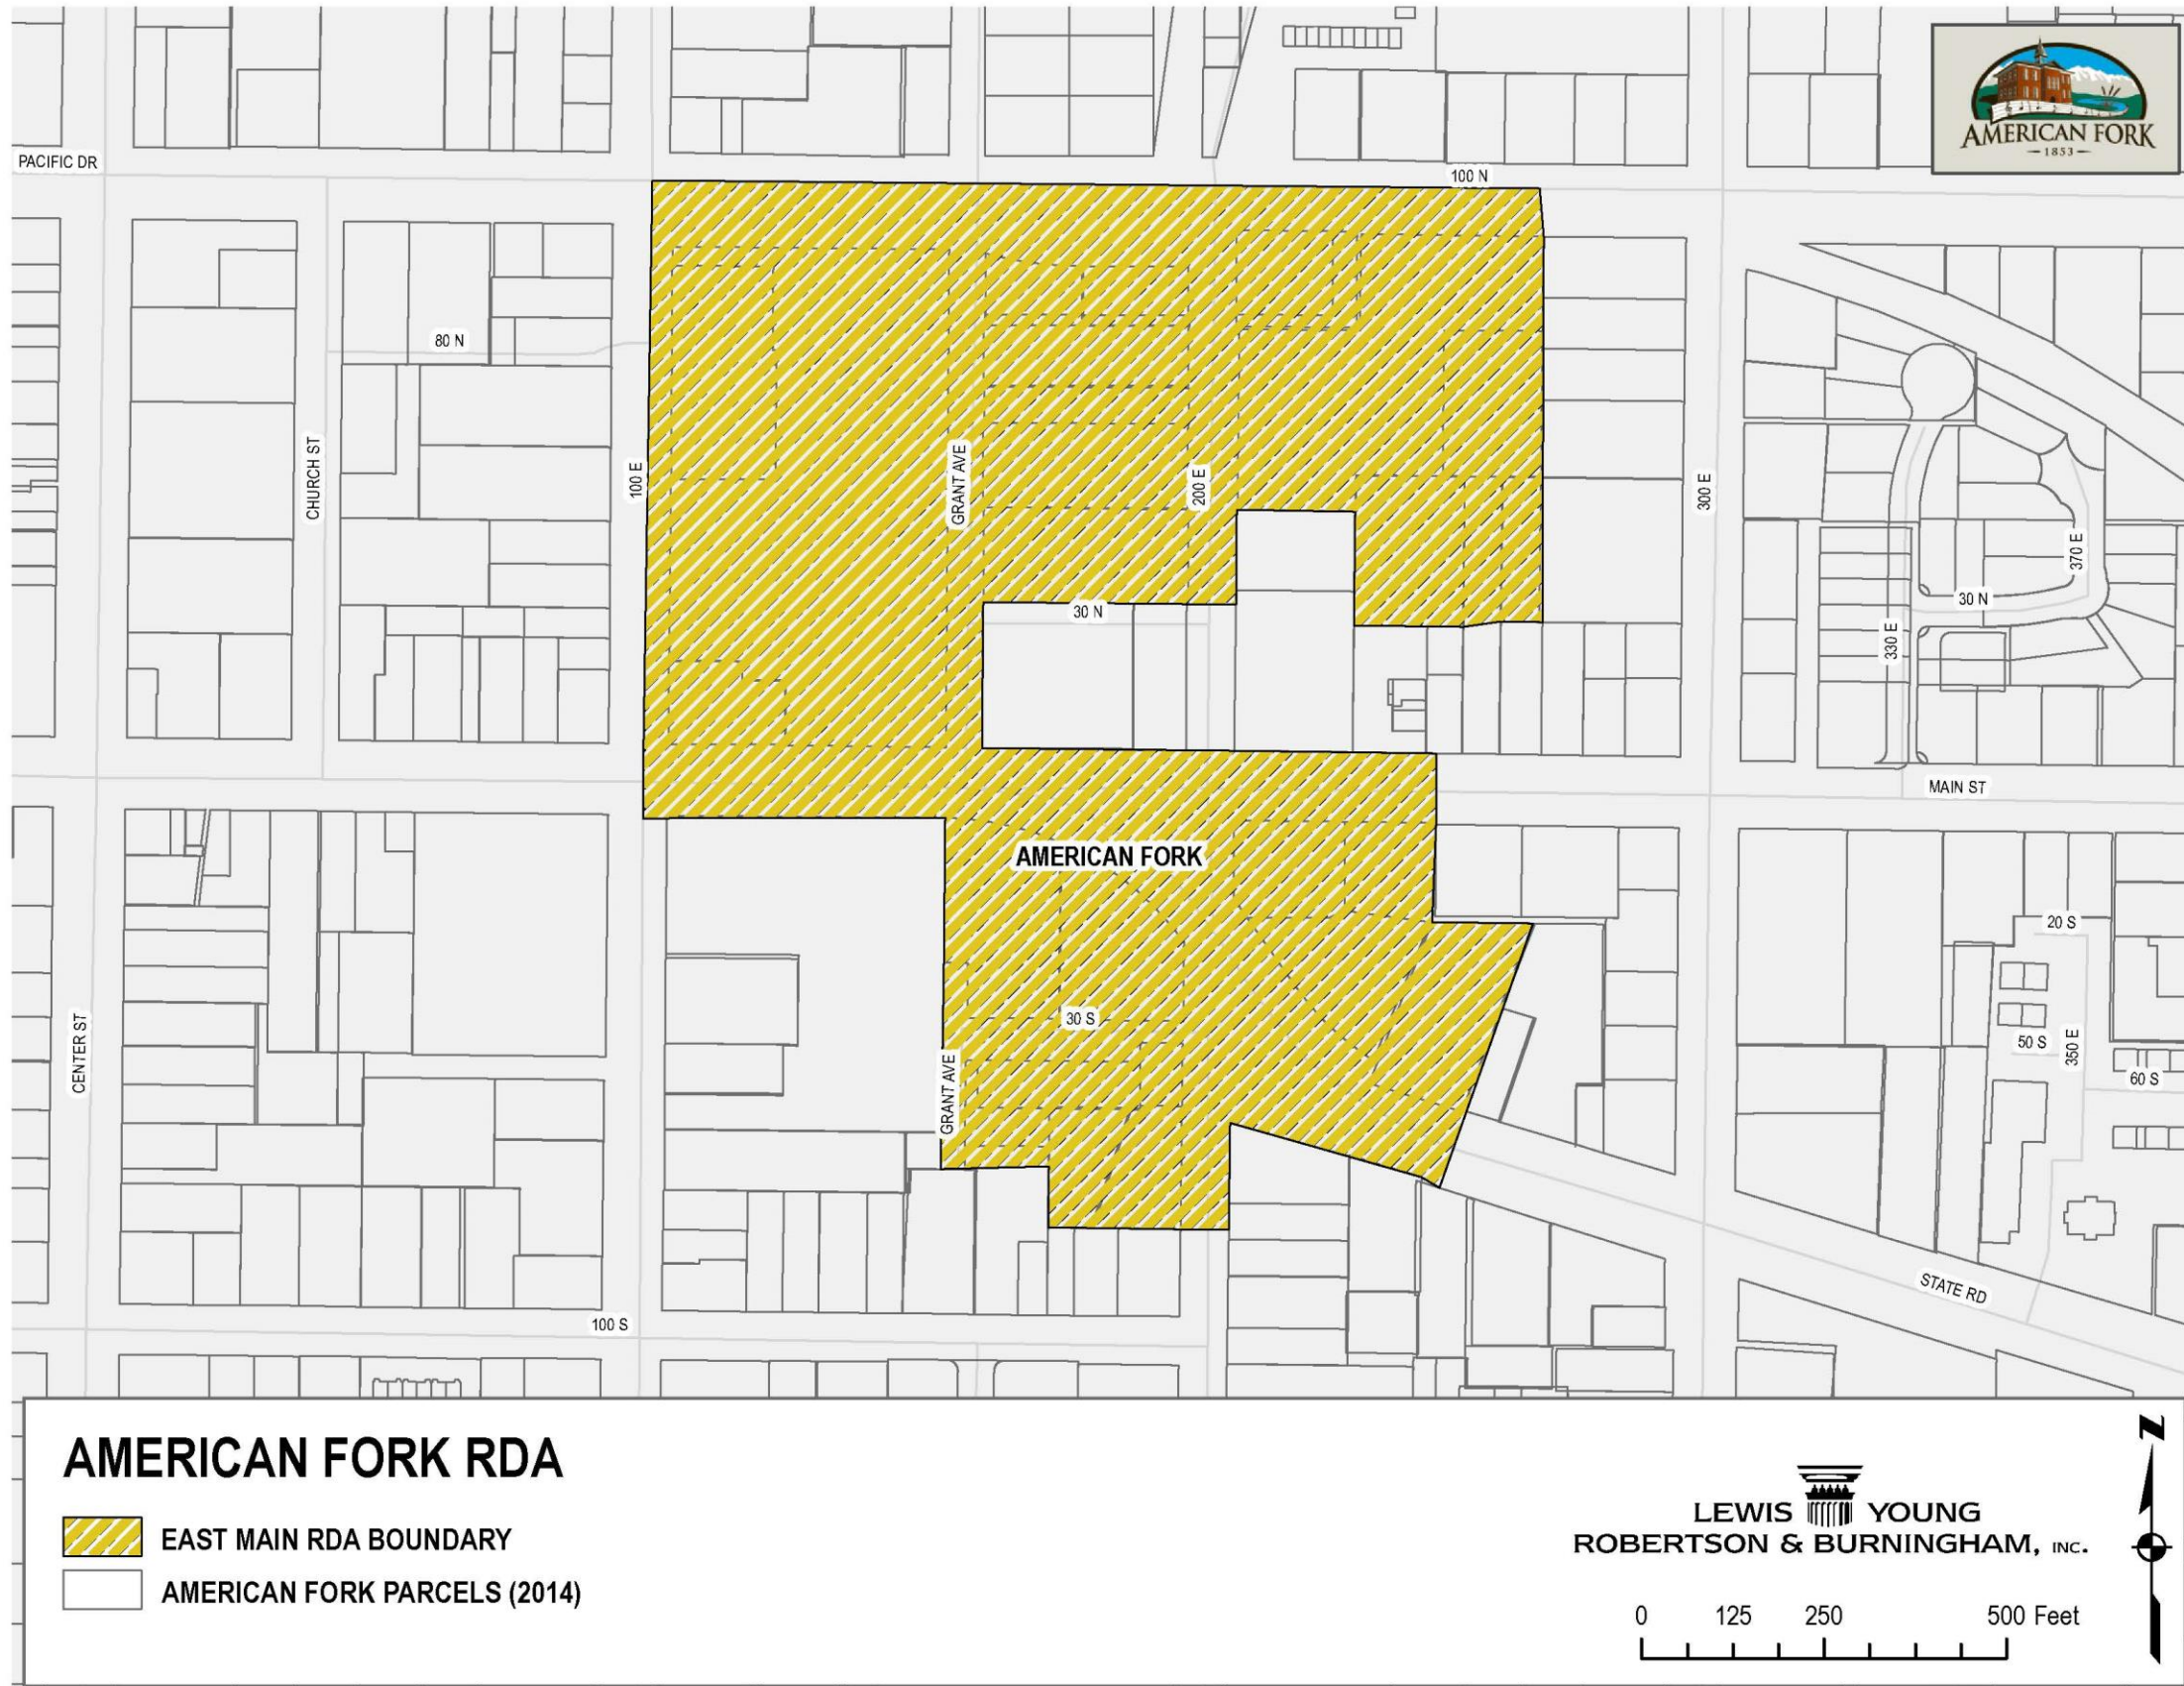 AMERICAN FORK
1853
PACIFIC DR
100 N
80 N
CHURCH ST
100 E
GRANT AVE
200 E
300 E
370 E
30 N
30 N
330 E
MAIN ST
AMERICAN FORK
20 S
30 S
CENTER ST
GRANT AVE
50 S
350 E
60 S
STATE RD
100 S
AMERICAN FORK RDA
EAST MAIN RDA BOUNDARY
AMERICAN FORK PARCELS (2014)
LEWIS YOUNG
ROBERTSON & BURNINGHAM, INC.
0 125 250 500 Feet
N